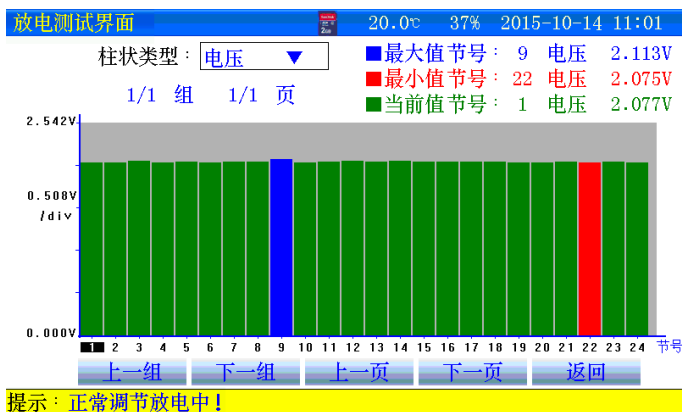 放电测试界面 20.0℃ 37% 2015-10-14 11:01
柱状类型: 电压 ▼
■最大值节号: 9 电压 2.113V
■最小值节号: 22 电压 2.075V
1/1 组 1/1 页
■当前值节号: 1 电压 2.077V
2.542V
0.508V
/div
0.000V
1 2 3 4 5 6 7 8 9 10 11 12 13 14 15 16 17 18 19 20 21 22 23 24 节号
上一组 下一组 上一页 下一页 返回
提示: 正常调节放电中!